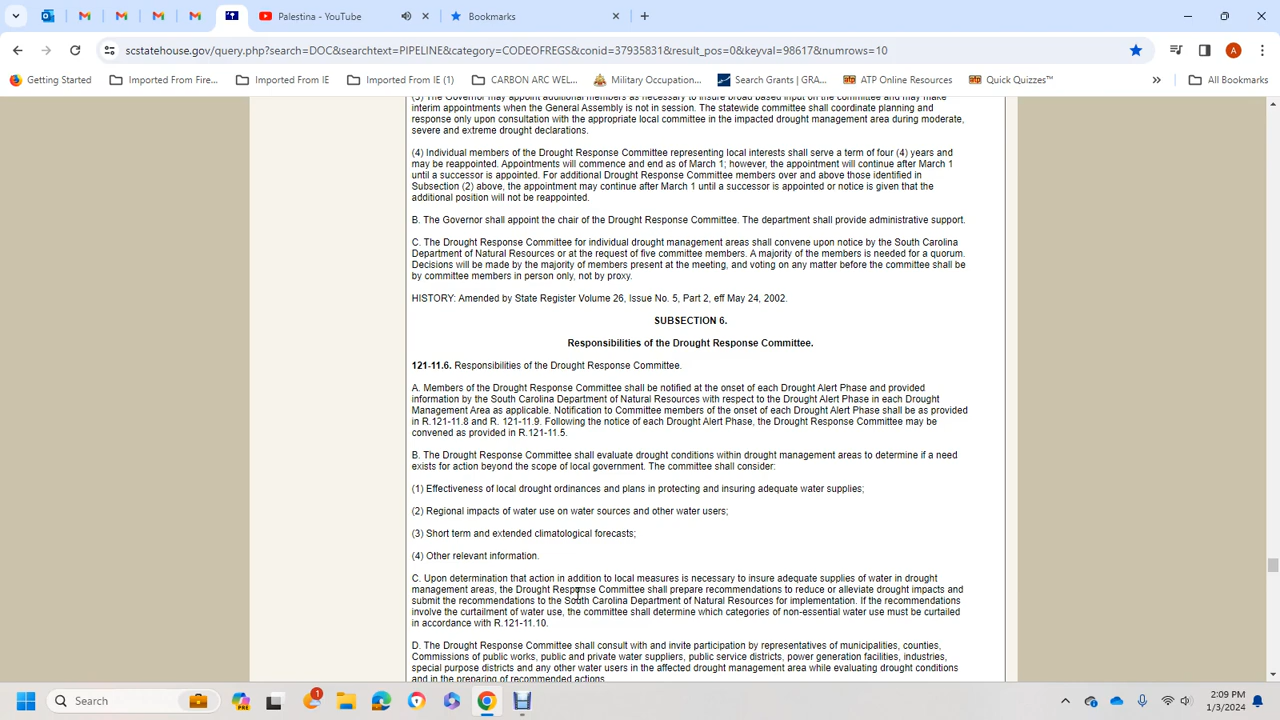 Palestina - YouTube
Bookmarks
scstatehouse.gov/query.php?search=DOC&searchtext=PIPELINE&category=CODEOFREGS&conid=37935831&result_pos=0&keyval=98617&numrows=10
A
Getting Started
Imported From Fire...
Imported From IE
Imported From IE (1)
CARBON ARC WEL...
Military Occupation...
Search Grants | GRA...
ATP Online Resources
Quick Quizzes™
»
All Bookmarks
(3) The Governor may appoint additional members as necessary to insure broad based input on the committee and may make
interim appointments when the General Assembly is not in session. The statewide committee shall coordinate planning and
response only upon consultation with the appropriate local committee in the impacted drought management area during moderate,
severe and extreme drought declarations.
(4) Individual members of the Drought Response Committee representing local interests shall serve a term of four (4) years and
may be reappointed. Appointments will commence and end as of March 1; however, the appointment will continue after March 1
until a successor is appointed. For additional Drought Response Committee members over and above those identified in
Subsection (2) above, the appointment may continue after March 1 until a successor is appointed or notice is given that the
additional position will not be reappointed.
B. The Governor shall appoint the chair of the Drought Response Committee. The department shall provide administrative support.
C. The Drought Response Committee for individual drought management areas shall convene upon notice by the South Carolina
Department of Natural Resources or at the request of five committee members. A majority of the members is needed for a quorum.
Decisions will be made by the majority of members present at the meeting, and voting on any matter before the committee shall be
by committee members in person only, not by proxy.
HISTORY: Amended by State Register Volume 26, Issue No. 5, Part 2, eff May 24, 2002.
SUBSECTION 6.
Responsibilities of the Drought Response Committee.
121-11.6. Responsibilities of the Drought Response Committee.
A. Members of the Drought Response Committee shall be notified at the onset of each Drought Alert Phase and provided
information by the South Carolina Department of Natural Resources with respect to the Drought Alert Phase in each Drought
Management Area as applicable. Notification to Committee members of the onset of each Drought Alert Phase shall be as provided
in R.121-11.8 and R. 121-11.9. Following the notice of each Drought Alert Phase, the Drought Response Committee may be
convened as provided in R.121-11.5.
B. The Drought Response Committee shall evaluate drought conditions within drought management areas to determine if a need
exists for action beyond the scope of local government. The committee shall consider:
(1) Effectiveness of local drought ordinances and plans in protecting and insuring adequate water supplies;
(2) Regional impacts of water use on water sources and other water users;
(3) Short term and extended climatological forecasts;
(4) Other relevant information.
C. Upon determination that action in addition to local measures is necessary to insure adequate supplies of water in drought
management areas, the Drought Response Committee shall prepare recommendations to reduce or alleviate drought impacts and
submit the recommendations to the South Carolina Department of Natural Resources for implementation. If the recommendations
involve the curtailment of water use, the committee shall determine which categories of non-essential water use must be curtailed
in accordance with R.121-11.10.
D. The Drought Response Committee shall consult with and invite participation by representatives of municipalities, counties,
Commissions of public works, public and private water suppliers, public service districts, power generation facilities, industries,
special purpose districts and any other water users in the affected drought management area while evaluating drought conditions
and in the preparing of recommended actions.
Search
PRE
1
2:09 PM
1/3/2024